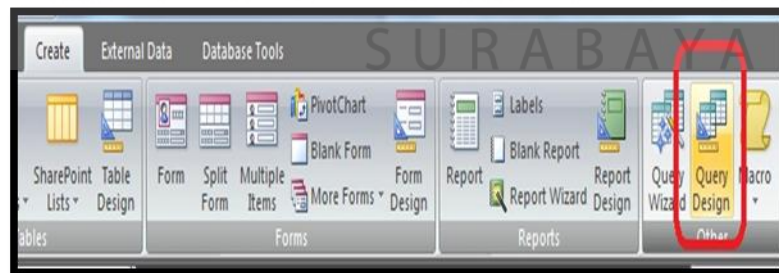 SURABAYA
Create External Data Database Tools
PivotChart Labels
Blank Form Blank Report
SharePoint Table Form Split Multiple More Forms Form Report Report Wizard Report Query Query Macro
Lists Design Form Items Design Design Wizard Design
ables Forms Reports Other